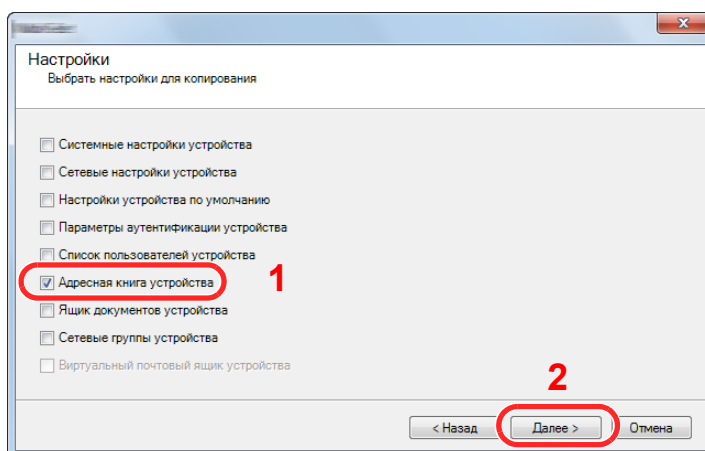 Настройки
Выбрать настройки для копирования
Системные настройки устройства
Сетевые настройки устройства
Настройки устройства по умолчанию
Параметры аутентификации устройства
Список пользователей устройства
Адресная книга устройства
1
Ящик документов устройства
Сетевые группы устройства
Виртуальный почтовый ящик устройства
2
< Назад Далее > Отмена